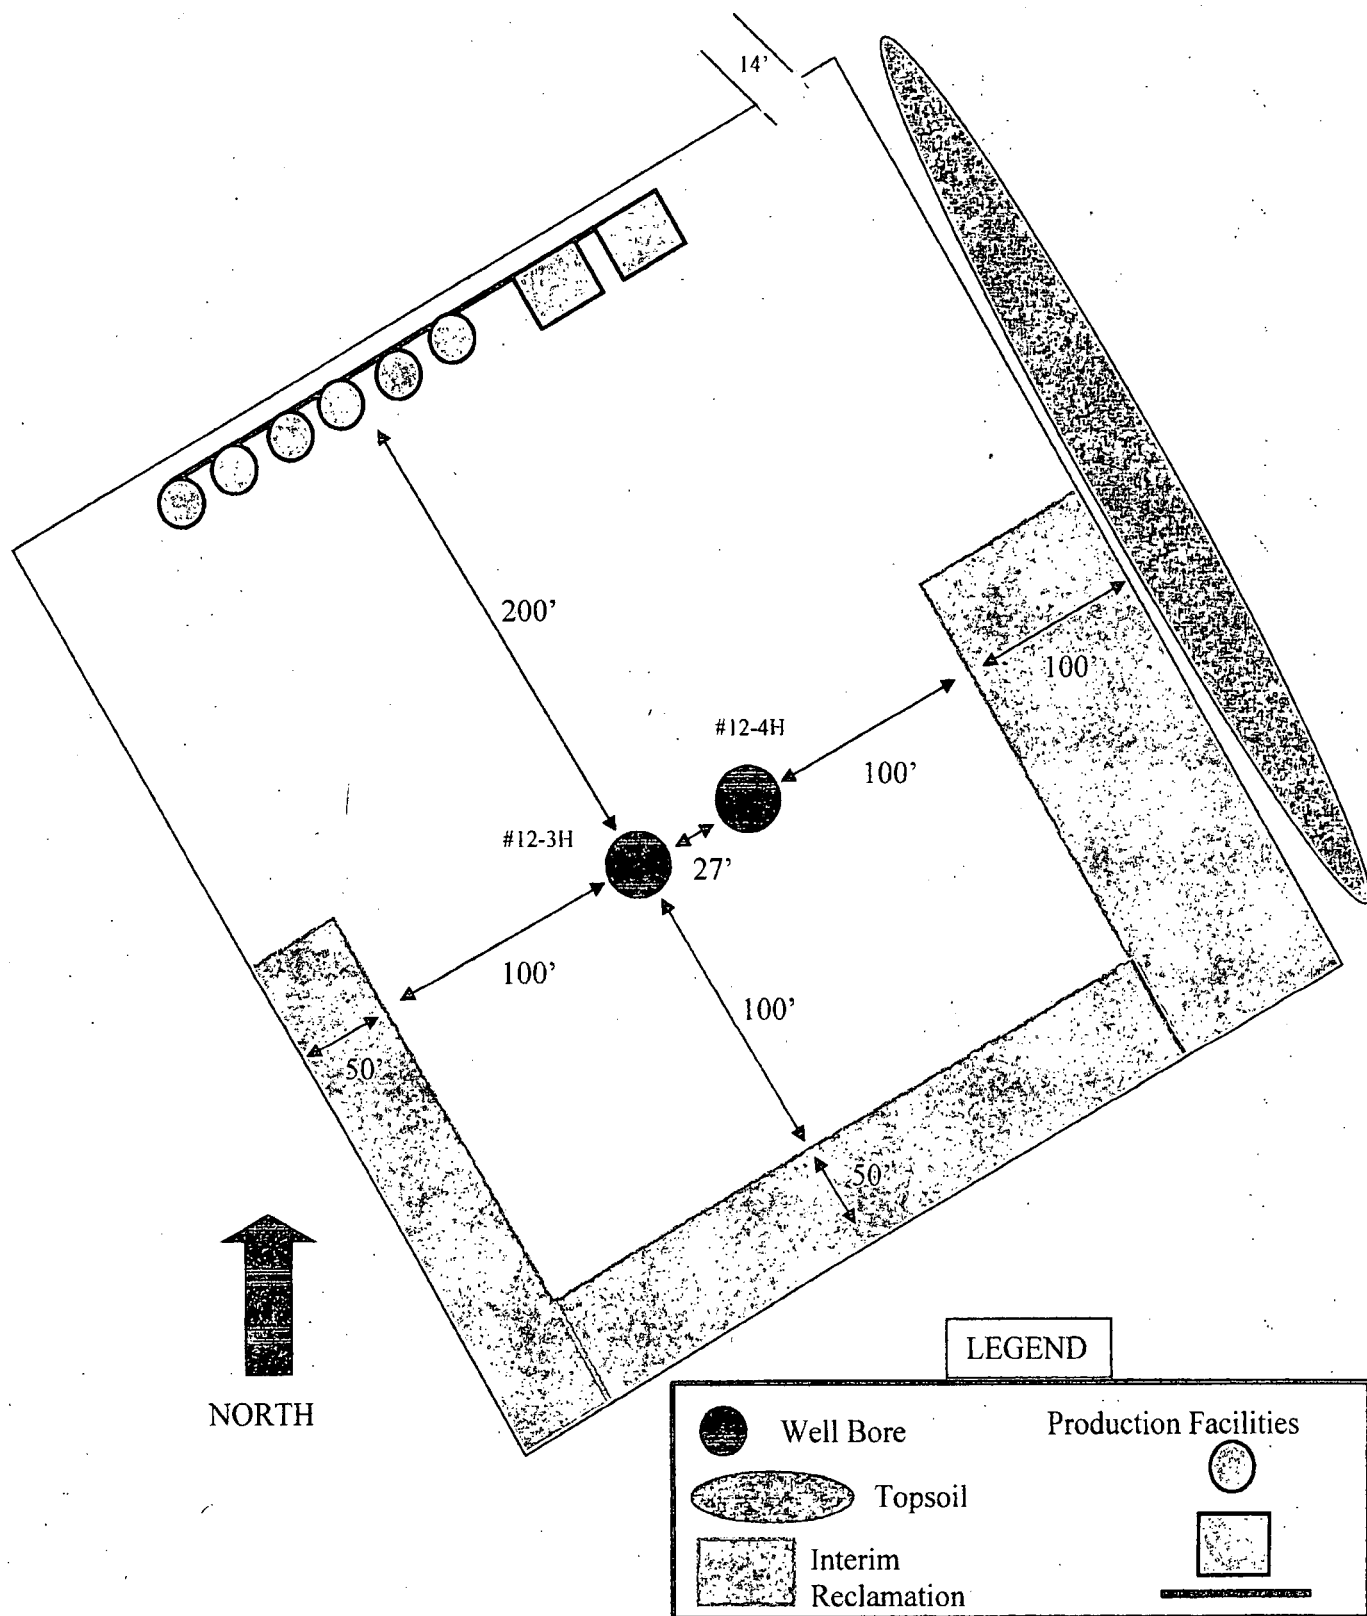 14’
200’
100’
#12-4H
100’
#12-3H
27’
100’
100’
50’
50’
NORTH
LEGEND
Well Bore
Production Facilities
Topsoil
Interim
Reclamation